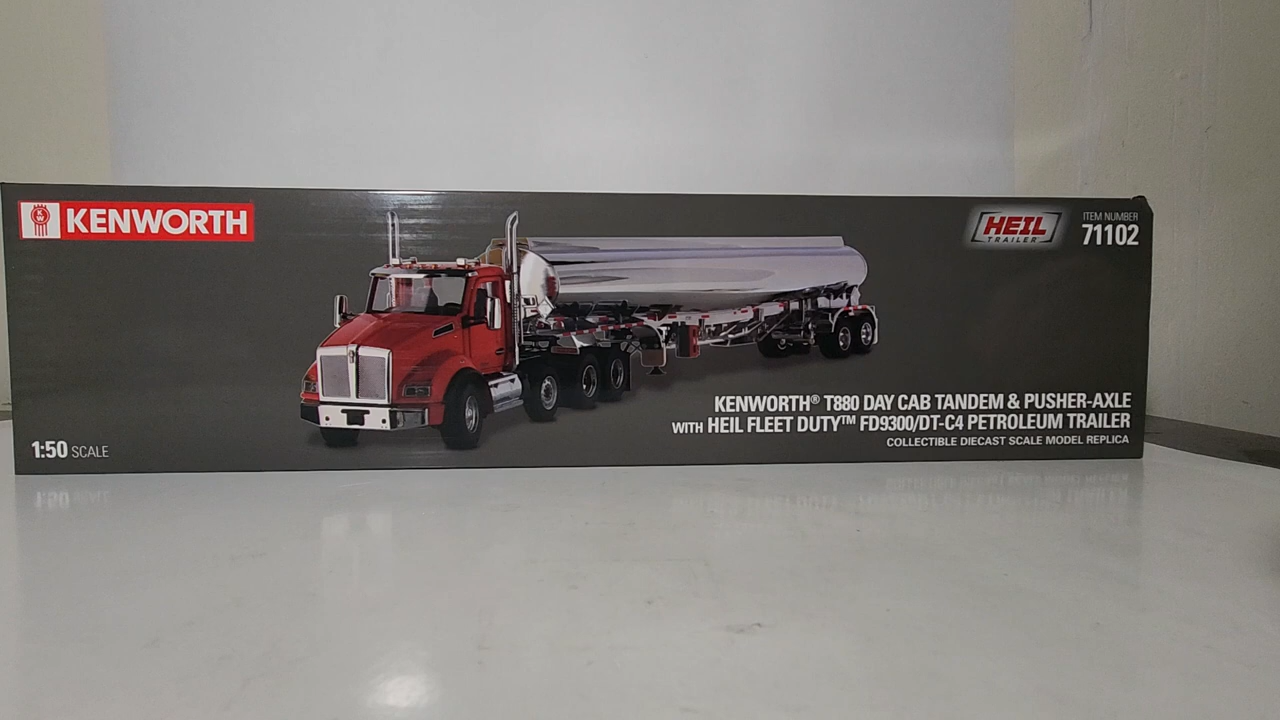 KW
KENWORTH
HEIL
TRAILER
ITEM NUMBER
71102
KENWORTH® T880 DAY CAB TANDEM & PUSHER-AXLE
WITH HEIL FLEET DUTY™ FD9300/DT-C4 PETROLEUM TRAILER
COLLECTIBLE DIECAST SCALE MODEL REPLICA
1:50 SCALE